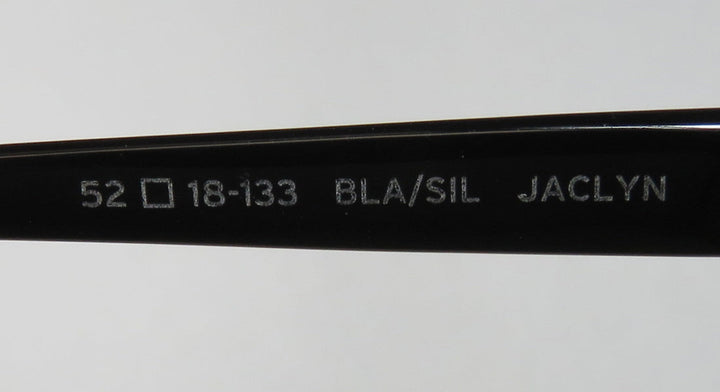 52 □ 18-133 BLA/SIL JACLYN